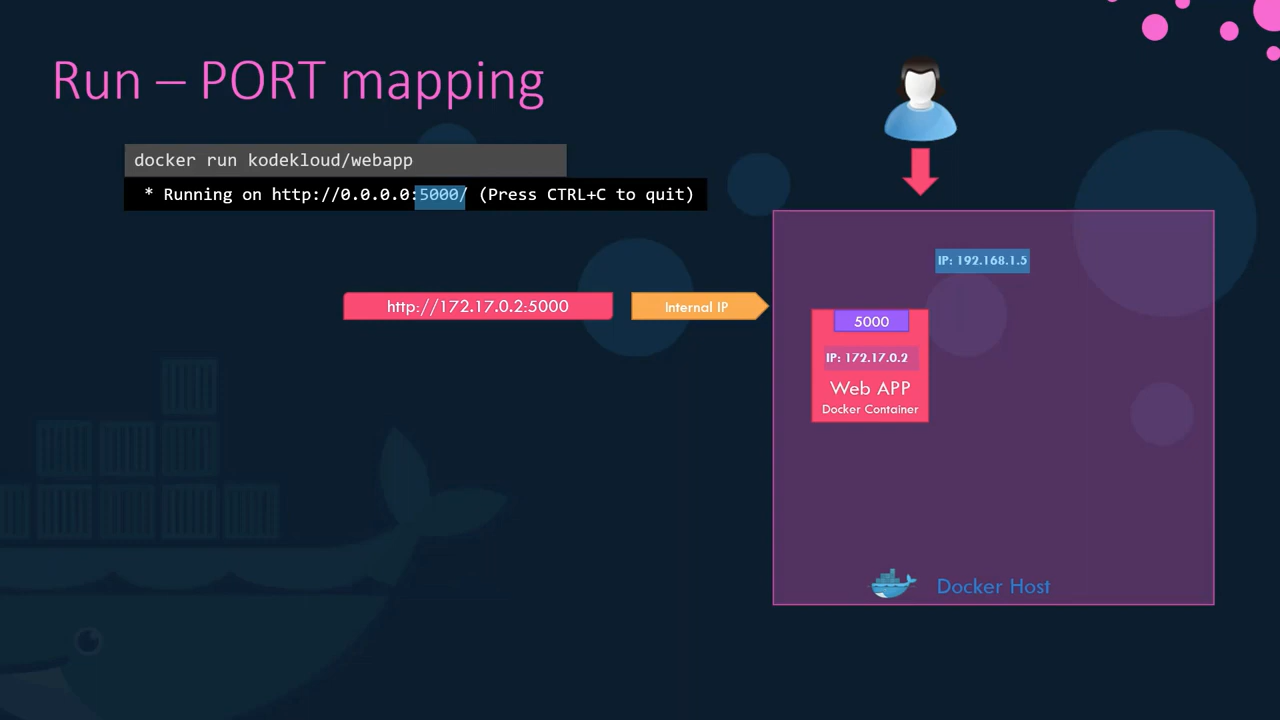 Run – PORT mapping
docker run kodekloud/webapp
* Running on http://0.0.0.0:5000/ (Press CTRL+C to quit)
IP: 192.168.1.5
http://172.17.0.2:5000
Internal IP
5000
IP: 172.17.0.2
Web APP
Docker Container
Docker Host